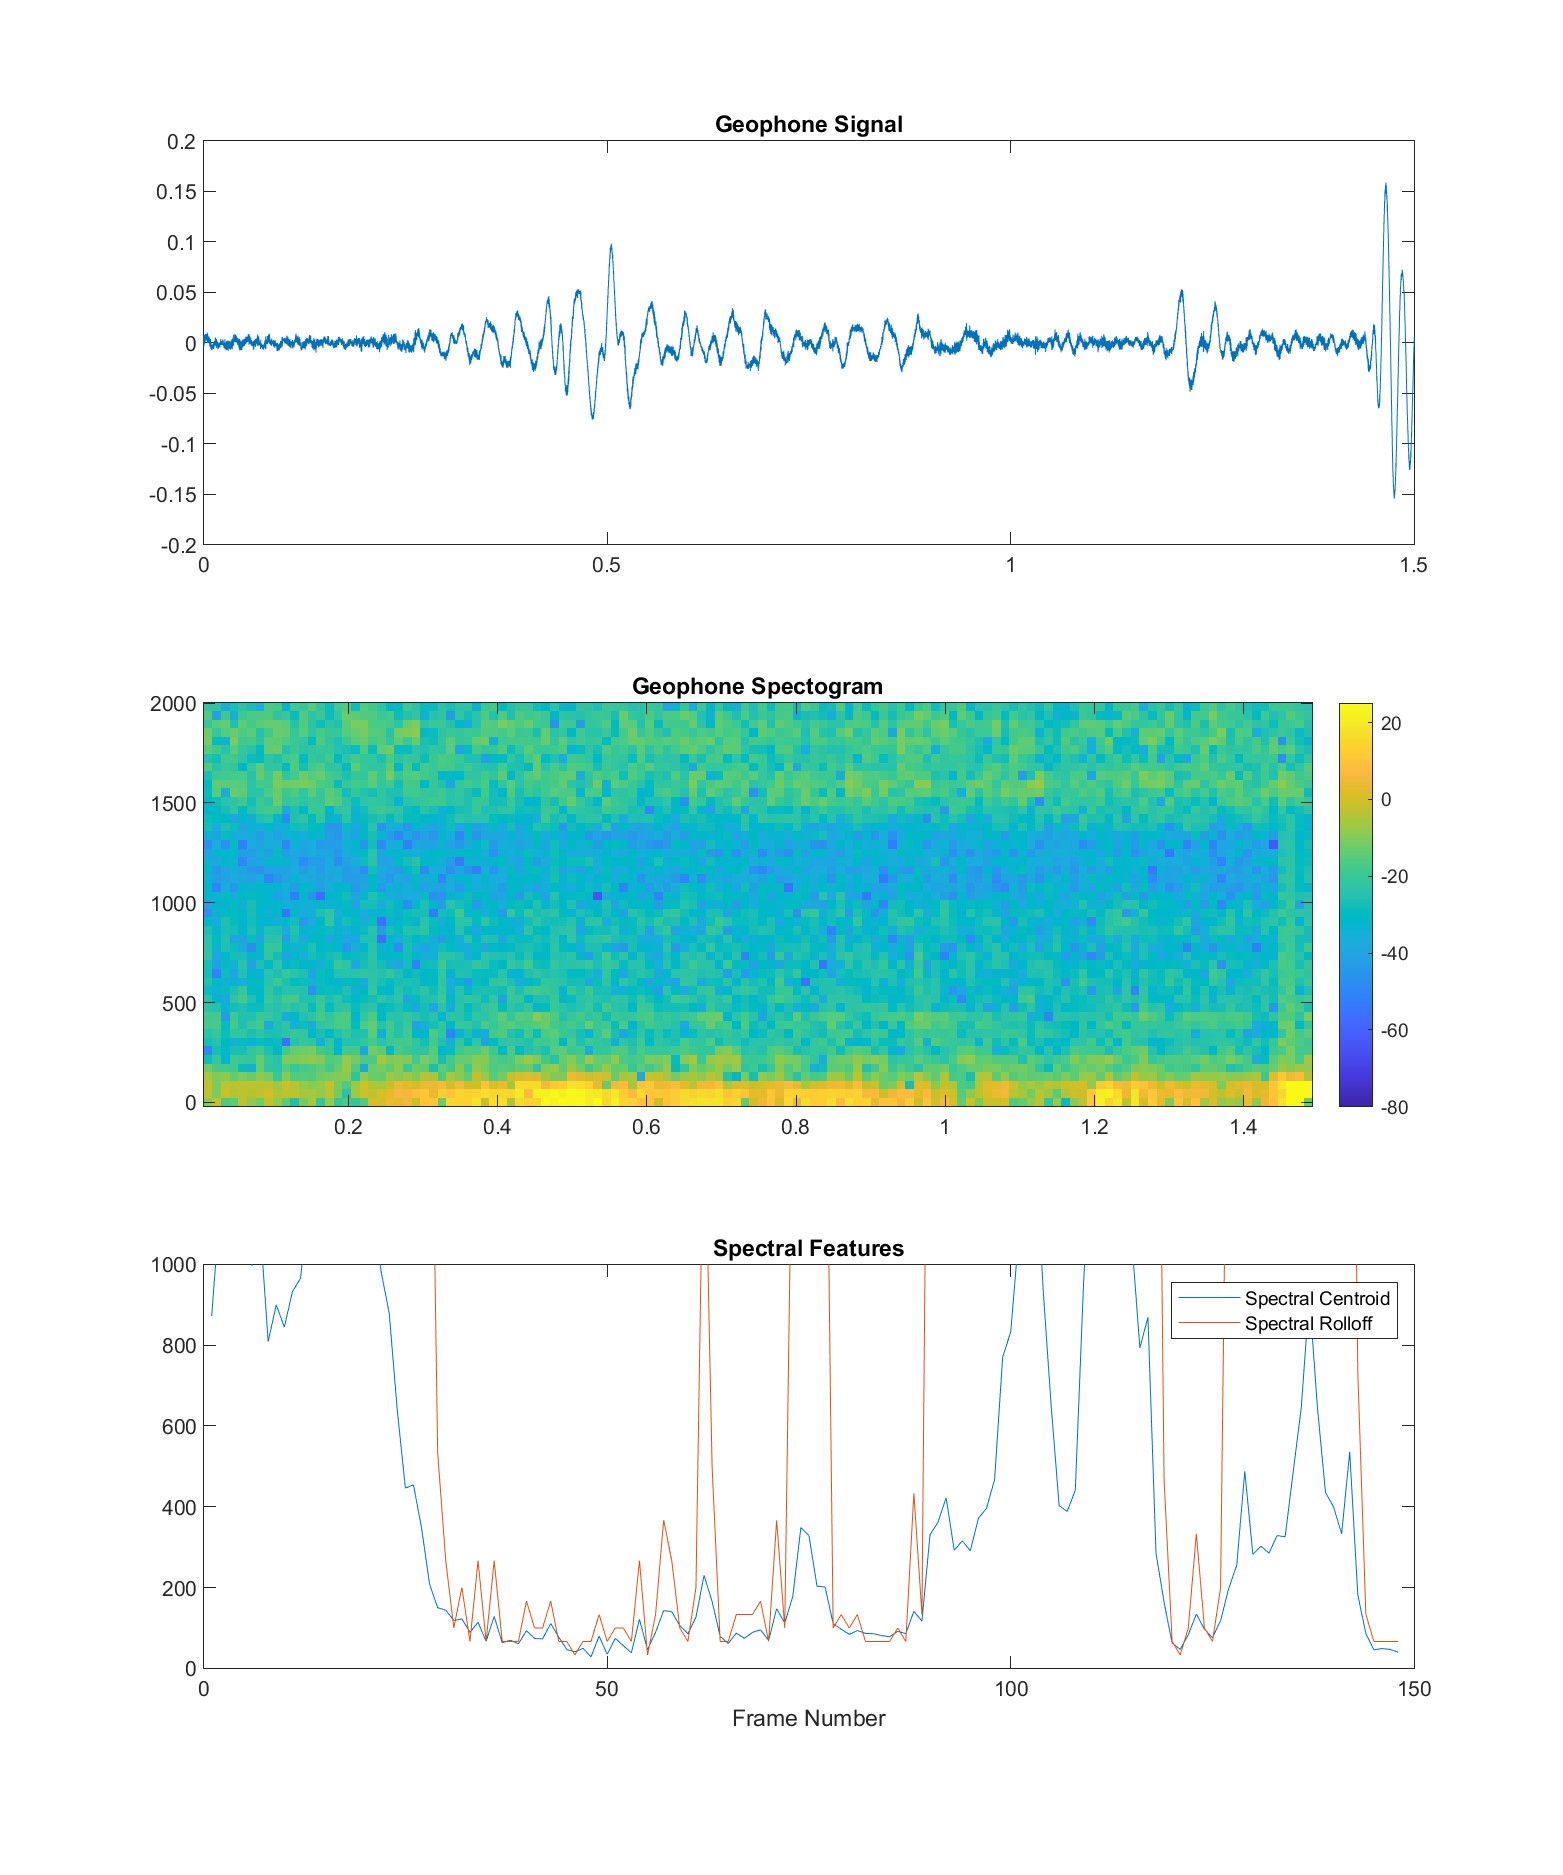 Geophone Signal
0.2
0.15
0.1
0.05
0
-0.05
-0.1
-0.15
-0.2
0 0.5 1 1.5
Geophone Spectogram
2000
1500
1000
500
0
0.2 0.4 0.6 0.8 1 1.2 1.4
20
0
-20
-40
-60
-80
Spectral Features
1000
800
600
400
200
0
Spectral Centroid
Spectral Rolloff
0 50 100 150
Frame Number